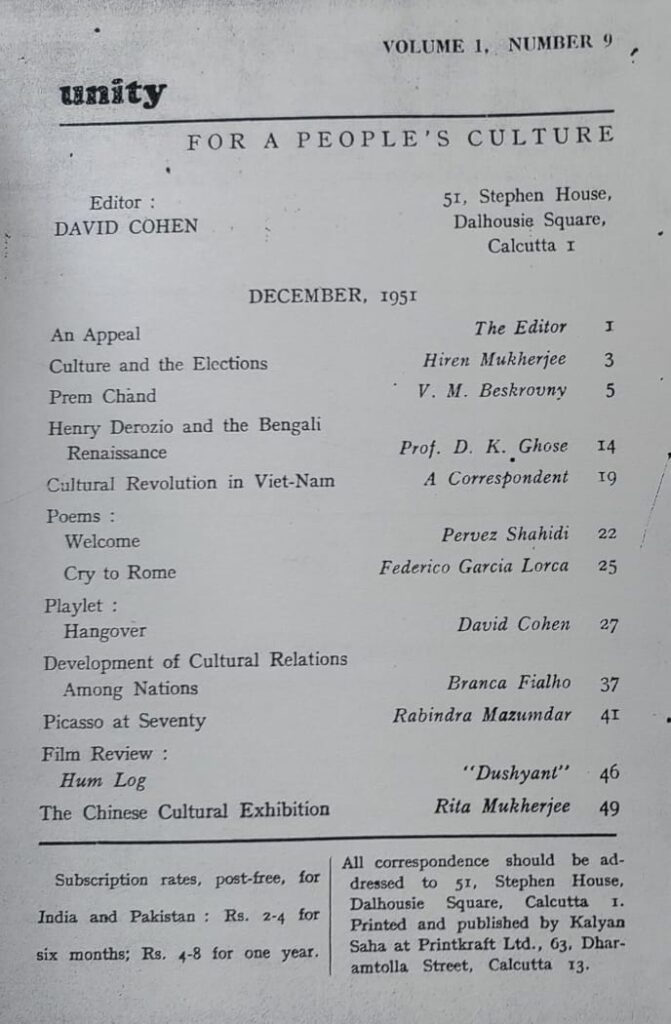 VOLUME 1, NUMBER 9
unity
FOR A PEOPLE'S CULTURE
Editor :
DAVID COHEN
51, Stephen House,
Dalhousie Square,
Calcutta 1
DECEMBER, 1951
An Appeal The Editor 1
Culture and the Elections Hiren Mukherjee 3
Prem Chand V. M. Beskrovny 5
Henry Derozio and the Bengali
Renaissance Prof. D. K. Ghose 14
Cultural Revolution in Viet-Nam A Correspondent 19
Poems :
Welcome Pervez Shahidi 22
Cry to Rome Federico Garcia Lorca 25
Playlet :
Hangover David Cohen 27
Development of Cultural Relations
Among Nations Branca Fialho 37
Picasso at Seventy Rabindra Mazumdar 41
Film Review :
Hum Log "Dushyant" 46
The Chinese Cultural Exhibition Rita Mukherjee 49
Subscription rates, post-free, for
India and Pakistan : Rs. 2-4 for
six months; Rs. 4-8 for one year.
All correspondence should be ad-
dressed to 51, Stephen House,
Dalhousie Square, Calcutta 1.
Printed and published by Kalyan
Saha at Printkraft Ltd., 63, Dhar-
amtolla Street, Calcutta 13.